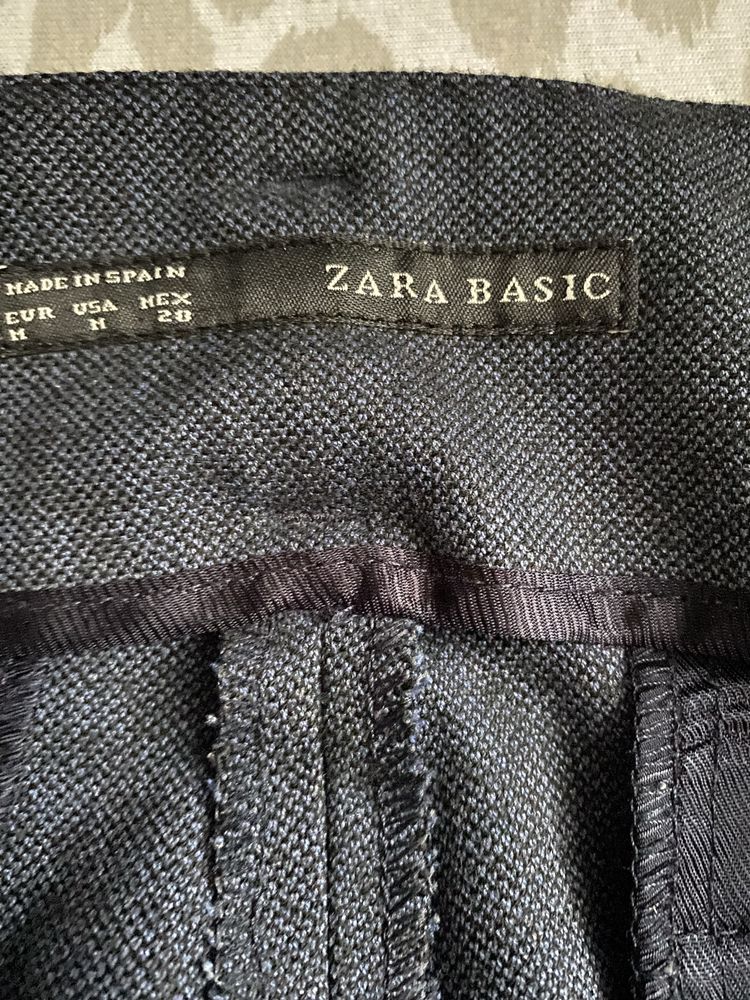 MADE IN SPAIN
EUR USA MEX
M M 28
ZARA BASIC